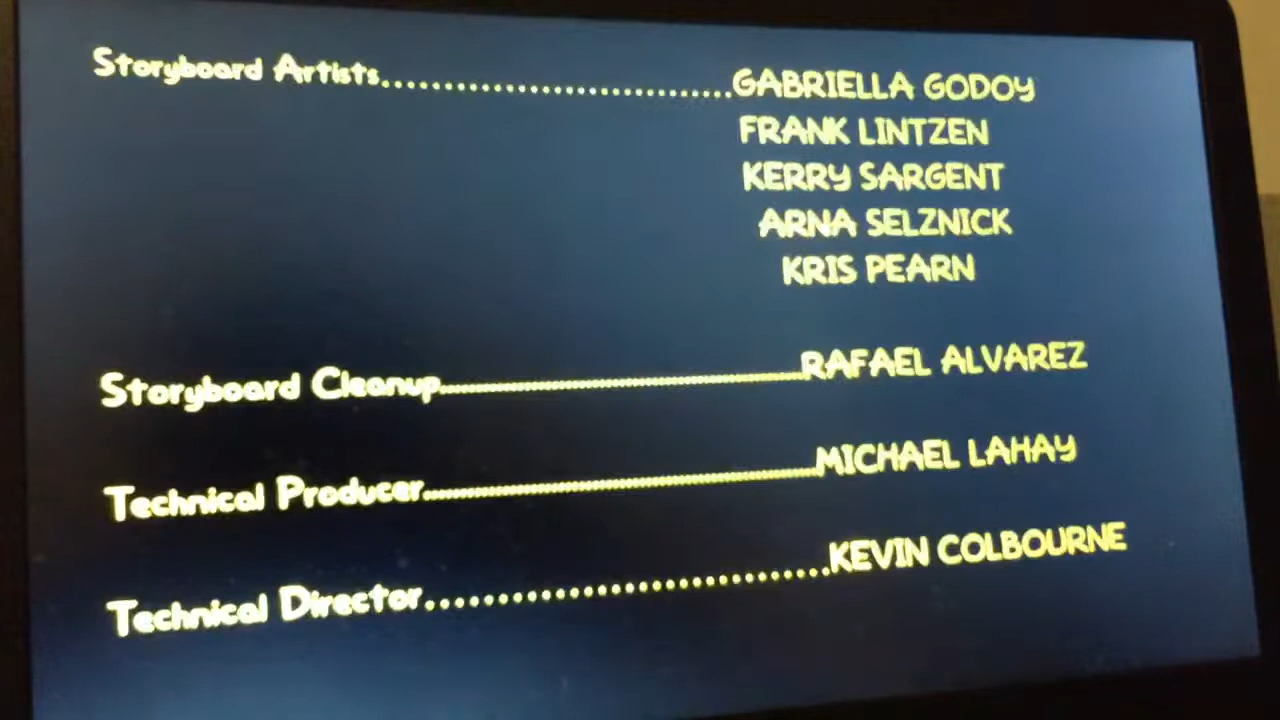 Storyboard Artists..............................GABRIELLA GODOY
FRANK LINTZEN
KERRY SARGENT
ARNA SELZNICK
KRIS PEARN
Storyboard Cleanup..............................RAFAEL ALVAREZ
Technical Producer..............................MICHAEL LAHAY
Technical Director..............................KEVIN COLBOURNE